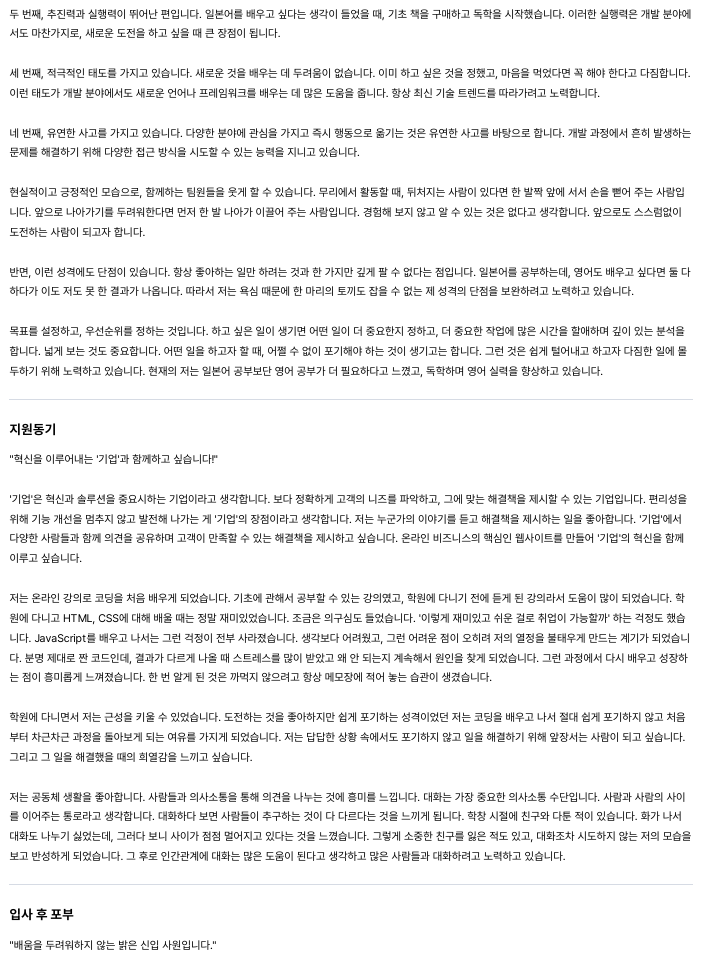 두 번째, 추진력과 실행력이 뛰어난 편입니다. 일본어를 배우고 싶다는 생각이 들었을 때, 기초 책을 구매하고 독학을 시작했습니다. 이러한 실행력은 개발 분야에
서도 마찬가지로, 새로운 도전을 하고 싶을 때 큰 장점이 됩니다.
세 번째, 적극적인 태도를 가지고 있습니다. 새로운 것을 배우는 데 두려움이 없습니다. 이미 하고 싶은 것을 정했고, 마음을 먹었다면 꼭 해야 한다고 다짐합니다.
이런 태도가 개발 분야에서도 새로운 언어나 프레임워크를 배우는 데 많은 도움을 줍니다. 항상 최신 기술 트렌드를 따라가려고 노력합니다.
네 번째, 유연한 사고를 가지고 있습니다. 다양한 분야에 관심을 가지고 즉시 행동으로 옮기는 것은 유연한 사고를 바탕으로 합니다. 개발 과정에서 흔히 발생하는
문제를 해결하기 위해 다양한 접근 방식을 시도할 수 있는 능력을 지니고 있습니다.
현실적이고 긍정적인 모습으로, 함께하는 팀원들을 웃게 할 수 있습니다. 무리에서 활동할 때, 뒤처지는 사람이 있다면 한 발짝 앞에 서서 손을 뻗어 주는 사람입
니다. 앞으로 나아가기를 두려워한다면 먼저 한 발 나아가 이끌어 주는 사람입니다. 경험해 보지 않고 알 수 있는 것은 없다고 생각합니다. 앞으로도 스스럼없이
도전하는 사람이 되고자 합니다.
반면, 이런 성격에도 단점이 있습니다. 항상 좋아하는 일만 하려는 것과 한 가지만 깊게 팔 수 없다는 점입니다. 일본어를 공부하는데, 영어도 배우고 싶다면 둘 다
하다가 이도 저도 못 한 결과가 나옵니다. 따라서 저는 욕심 때문에 한 마리의 토끼도 잡을 수 없는 제 성격의 단점을 보완하려고 노력하고 있습니다.
목표를 설정하고, 우선순위를 정하는 것입니다. 하고 싶은 일이 생기면 어떤 일이 더 중요한지 정하고, 더 중요한 작업에 많은 시간을 할애하며 깊이 있는 분석을
합니다. 넓게 보는 것도 중요합니다. 어떤 일을 하고자 할 때, 어쩔 수 없이 포기해야 하는 것이 생기고는 합니다. 그런 것은 쉽게 털어내고 하고자 다짐한 일에 몰
두하기 위해 노력하고 있습니다. 현재의 저는 일본어 공부보단 영어 공부가 더 필요하다고 느꼈고, 독학하며 영어 실력을 향상하고 있습니다.
지원동기
"혁신을 이루어내는 '기업'과 함께하고 싶습니다!"
'기업'은 혁신과 솔루션을 중요시하는 기업이라고 생각합니다. 보다 정확하게 고객의 니즈를 파악하고, 그에 맞는 해결책을 제시할 수 있는 기업입니다. 편리성을
위해 기능 개선을 멈추지 않고 발전해 나가는 게 '기업'의 장점이라고 생각합니다. 저는 누군가의 이야기를 듣고 해결책을 제시하는 일을 좋아합니다. '기업'에서
다양한 사람들과 함께 의견을 공유하며 고객이 만족할 수 있는 해결책을 제시하고 싶습니다. 온라인 비즈니스의 핵심인 웹사이트를 만들어 '기업'의 혁신을 함께
이루고 싶습니다.
저는 온라인 강의로 코딩을 처음 배우게 되었습니다. 기초에 관해서 공부할 수 있는 강의였고, 학원에 다니기 전에 듣게 된 강의라서 도움이 많이 되었습니다. 학
원에 다니고 HTML, CSS에 대해 배울 때는 정말 재미있었습니다. 조금은 의구심도 들었습니다. '이렇게 재미있고 쉬운 걸로 취업이 가능할까' 하는 걱정도 했습
니다. JavaScript를 배우고 나서는 그런 걱정이 전부 사라졌습니다. 생각보다 어려웠고, 그런 어려운 점이 오히려 저의 열정을 불태우게 만드는 계기가 되었습니
다. 분명 제대로 짠 코드인데, 결과가 다르게 나올 때 스트레스를 많이 받았고 왜 안 되는지 계속해서 원인을 찾게 되었습니다. 그런 과정에서 다시 배우고 성장하
는 점이 흥미롭게 느껴졌습니다. 한 번 알게 된 것은 까먹지 않으려고 항상 메모장에 적어 놓는 습관이 생겼습니다.
학원에 다니면서 저는 근성을 키울 수 있었습니다. 도전하는 것을 좋아하지만 쉽게 포기하는 성격이었던 저는 코딩을 배우고 나서 절대 쉽게 포기하지 않고 처음
부터 차근차근 과정을 돌아보게 되는 여유를 가지게 되었습니다. 저는 답답한 상황 속에서도 포기하지 않고 일을 해결하기 위해 앞장서는 사람이 되고 싶습니다.
그리고 그 일을 해결했을 때의 희열감을 느끼고 싶습니다.
저는 공동체 생활을 좋아합니다. 사람들과 의사소통을 통해 의견을 나누는 것에 흥미를 느낍니다. 대화는 가장 중요한 의사소통 수단입니다. 사람과 사람의 사이
를 이어주는 통로라고 생각합니다. 대화하다 보면 사람들이 추구하는 것이 다 다르다는 것을 느끼게 됩니다. 학창 시절에 친구와 다툰 적이 있습니다. 화가 나서
대화도 나누기 싫었는데, 그러다 보니 사이가 점점 멀어지고 있다는 것을 느꼈습니다. 그렇게 소중한 친구를 잃은 적도 있고, 대화조차 시도하지 않는 저의 모습을
보고 반성하게 되었습니다. 그 후로 인간관계에 대화는 많은 도움이 된다고 생각하고 많은 사람들과 대화하려고 노력하고 있습니다.
입사 후 포부
"배움을 두려워하지 않는 밝은 신입 사원입니다."